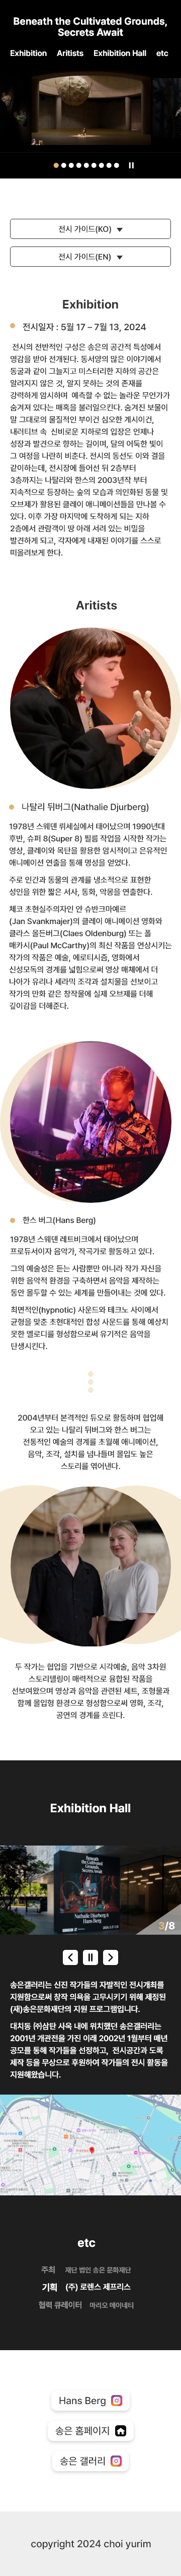 Beneath the Cultivated Grounds,
Secrets Await
Exhibition Aritists Exhibition Hall etc
전시 가이드(KO)
전시 가이드(EN)
Exhibition
전시일자 : 5월 17 – 7월 13, 2024
전시의 전반적인 구성은 송은의 공간적 특성에서
영감을 받아 전개된다. 동서양의 많은 이야기에서
동굴과 같이 그늘지고 미스터리한 지하의 공간은
알려지지 않은 것, 알지 못하는 것의 존재를
강력하게 암시하며 예측할 수 없는 놀라운 무언가가
숨겨져 있다는 매혹을 불러일으킨다. 숨겨진 보물이
말 그대로의 물질적인 부이건 심오한 계시이건,
내러티브 속 신비로운 지하로의 입장은 언제나
성장과 발견으로 향하는 길이며, 달의 어둑한 빛이
그 여정을 나란히 비춘다. 전시의 동선도 이와 결을
같이하는데, 전시장에 들어선 뒤 2층부터
3층까지는 나탈리와 한스의 2003년작 부터
지속적으로 등장하는 숲의 모습과 의인화된 동물 및
오브제가 활용된 클레이 애니메이션들을 만나볼 수
있다. 이후 가장 마지막에 도착하게 되는 지하
2층에서 관람객이 땅 아래 서려 있는 비밀을
발견하게 되고, 각자에게 내재된 이야기를 스스로
떠올려보게 한다.
Aritists
나탈리 뒤버그(Nathalie Djurberg)
1978년 스웨덴 뤼세실에서 태어났으며 1990년대
후반, 슈퍼 8(Super 8) 필름 작업을 시작한 작가는
영상, 클레이와 목탄을 활용한 암시적이고 은유적인
애니메이션 연출을 통해 명성을 얻었다.
주로 인간과 동물의 관계를 냉소적으로 표현한
성인을 위한 짧은 서사, 동화, 악몽을 연출한다.
체코 초현실주의자인 얀 슈반크마예르
(Jan Svankmajer)의 클레이 애니메이션 영화와
클라스 올든버그(Claes Oldenburg) 또는 폴
매카시(Paul McCarthy)의 최신 작품을 연상시키는
작가의 작품은 예술, 에로티시즘, 영화에서
신성모독의 경계를 넓힘으로써 영상 매체에서 더
나아가 유리나 세라믹 조각과 설치물을 선보이고
작가의 만화 같은 창작물에 실제 오브제를 더해
깊이감을 더해준다.
한스 버그(Hans Berg)
1978년 스웨덴 레트비크에서 태어났으며
프로듀서이자 음악가, 작곡가로 활동하고 있다.
그의 예술성은 듣는 사람뿐만 아니라 작가 자신을
위한 음악적 환경을 구축하면서 음악을 제작하는
동안 몰두할 수 있는 세계를 만들어내는 것에 있다.
최면적인(hypnotic) 사운드와 테크노 사이에서
균형을 맞춘 초현대적인 합성 사운드를 통해 예상치
못한 멜로디를 형성함으로써 유기적은 음악을
탄생시킨다.
2004년부터 본격적인 듀오로 활동하며 협업해
오고 있는 나탈리 뒤버그와 한스 버그는
전통적인 예술의 경계를 초월해 애니메이션,
음악, 조각, 설치를 넘나들며 몰입도 높은
스토리를 엮어낸다.
두 작가는 협업을 기반으로 시각예술, 음악 3차원
스토리텔링이 매력적으로 융합된 작품을
선보여왔으며 영상과 음악을 관련된 세트, 조형물과
함께 몰입형 환경으로 형성함으로써 영화, 조각,
공연의 경계를 흐린다.
Exhibition Hall
Beneath
the Cultivated
Grounds,
Secrets Await
Nathalie Djurberg &
Hans Berg
3/8
송은갤러리는 신진 작가들의 자발적인 전시개최를
지원함으로써 창작 의욕을 고무시키기 위해 제정된
(재)송은문화재단의 지원 프로그램입니다.
대치동 ㈜삼탄 사옥 내에 위치했던 송은갤러리는
2001년 개관전을 가진 이래 2002년 1월부터 매년
공모를 통해 작가들을 선정하고, 전시공간과 도록
제작 등을 무상으로 후원하여 작가들의 전시 활동을
지원해왔습니다.
etc
주최 재단 법인 송은 문화재단
기획 (주) 로렌스 제프리스
협력 큐레이터 마리오 메이네티
Hans Berg
송은 홈페이지
송은 갤러리
copyright 2024 choi yurim